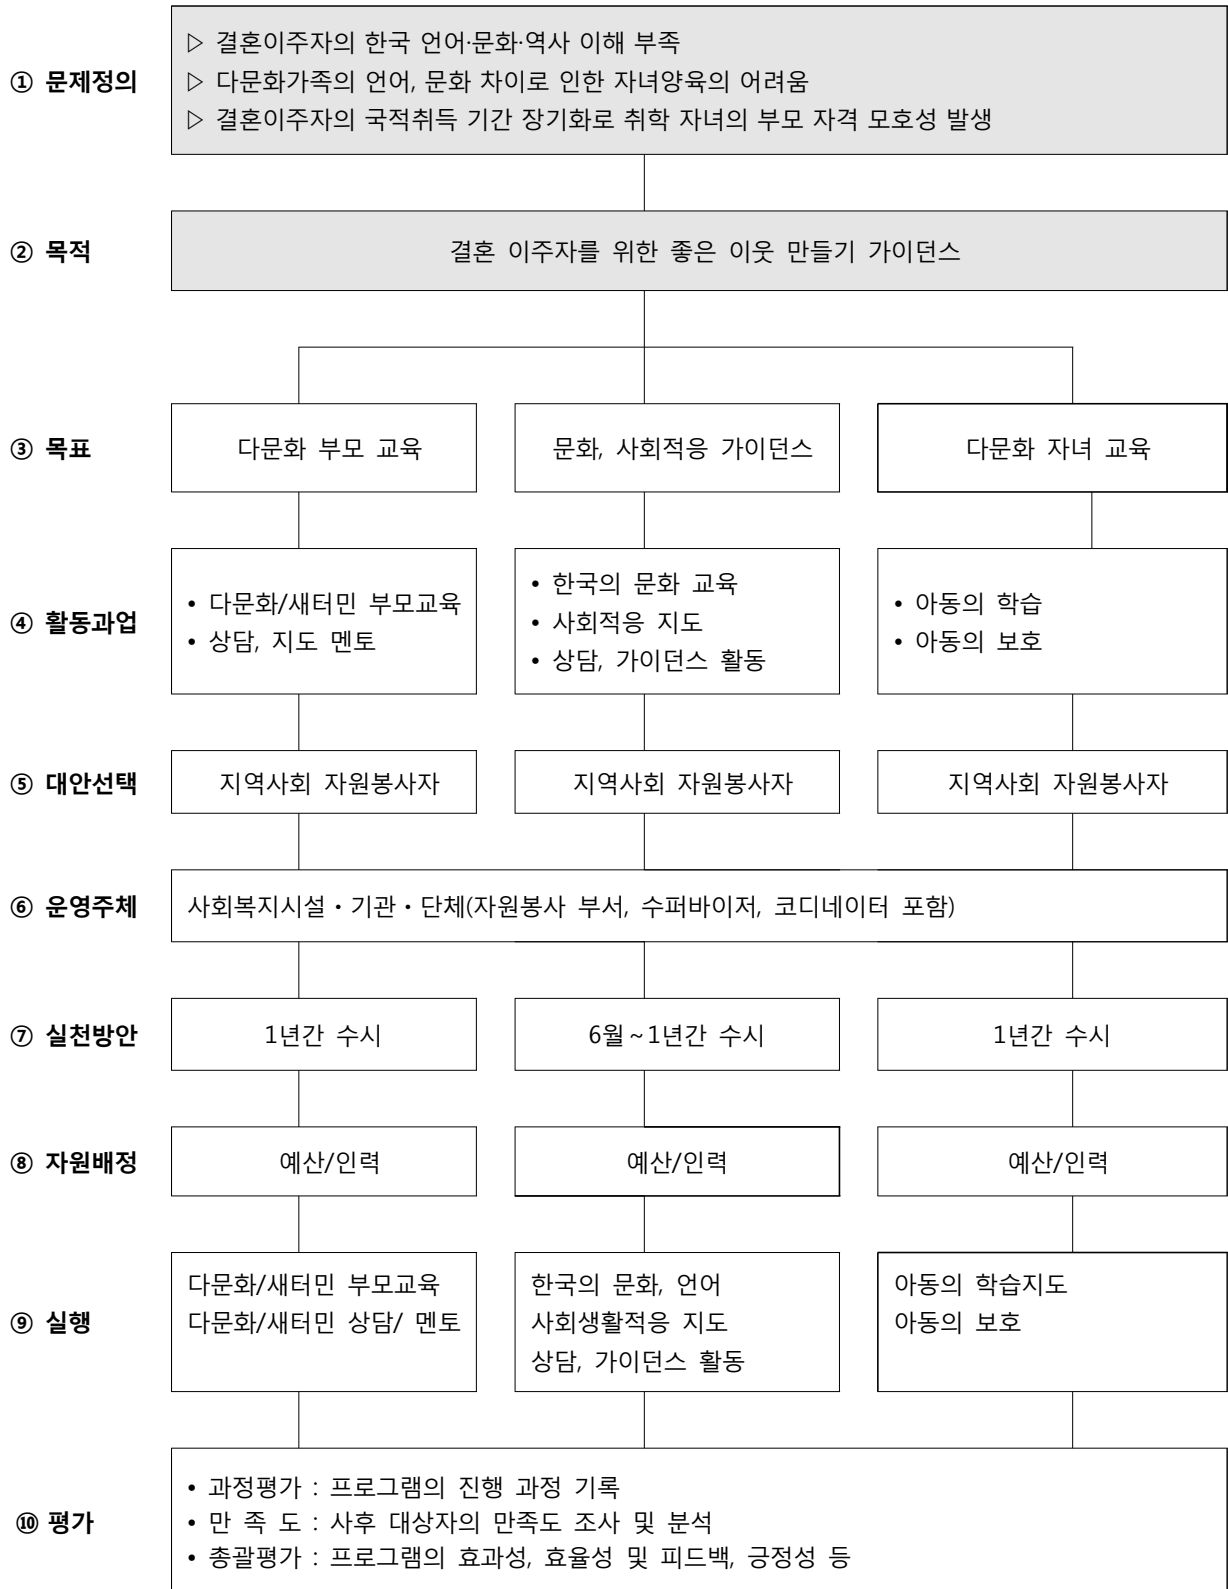 ① 문제정의
▷ 결혼이주자의 한국 언어·문화·역사 이해 부족
▷ 다문화가족의 언어, 문화 차이로 인한 자녀양육의 어려움
▷ 결혼이주자의 국적취득 기간 장기화로 취학 자녀의 부모 자격 모호성 발생
② 목적
결혼 이주자를 위한 좋은 이웃 만들기 가이던스
③ 목표
다문화 부모 교육
문화, 사회적응 가이던스
다문화 자녀 교육
④ 활동과업
• 다문화/새터민 부모교육
• 상담, 지도 멘토
• 한국의 문화 교육
• 사회적응 지도
• 상담, 가이던스 활동
• 아동의 학습
• 아동의 보호
⑤ 대안선택
지역사회 자원봉사자
지역사회 자원봉사자
지역사회 자원봉사자
⑥ 운영주체
사회복지시설・기관・단체(자원봉사 부서, 수퍼바이저, 코디네이터 포함)
⑦ 실천방안
1년간 수시
6월~1년간 수시
1년간 수시
⑧ 자원배정
예산/인력
예산/인력
예산/인력
⑨ 실행
다문화/새터민 부모교육
다문화/새터민 상담/ 멘토
한국의 문화, 언어
사회생활적응 지도
상담, 가이던스 활동
아동의 학습지도
아동의 보호
⑩ 평가
• 과정평가 : 프로그램의 진행 과정 기록
• 만 족 도 : 사후 대상자의 만족도 조사 및 분석
• 총괄평가 : 프로그램의 효과성, 효율성 및 피드백, 긍정성 등